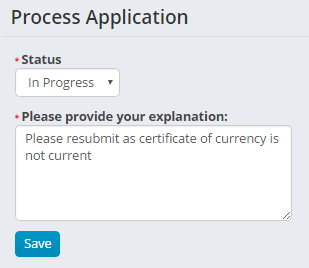 Process Application
• Status
In Progress
• Please provide your explanation:
Please resubmit as certificate of currency is
not current
Save